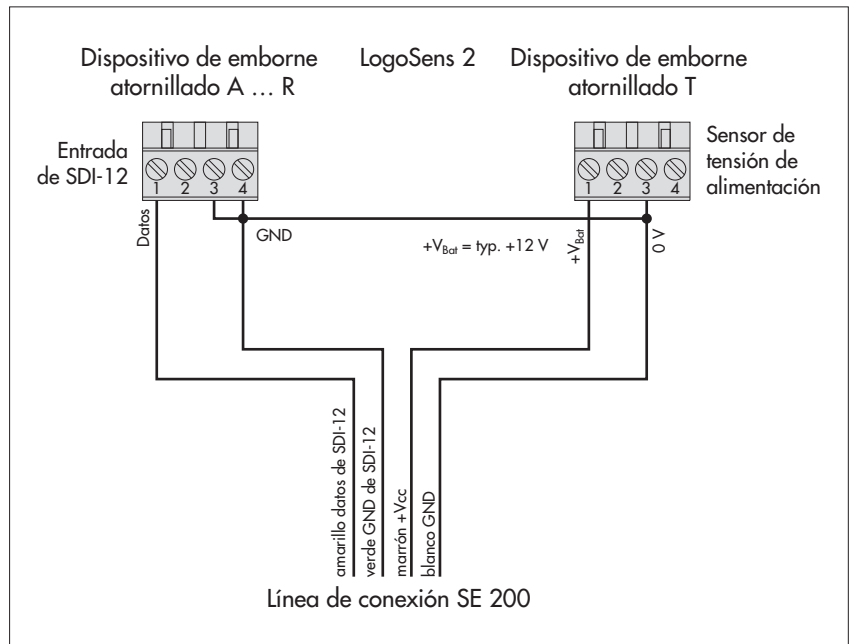 Dispositivo de emborne
atornillado A … R
LogoSens 2
Dispositivo de emborne
atornillado T
Entrada
de SDI-12
1 2 3 4
1 2 3 4
Sensor de
tensión de
alimentación
Datos
GND
+VBat = typ. +12 V
+VBat
0 V
amarillo datos de SDI-12
verde GND de SDI-12
marrón +Vcc
blanco GND
Línea de conexión SE 200